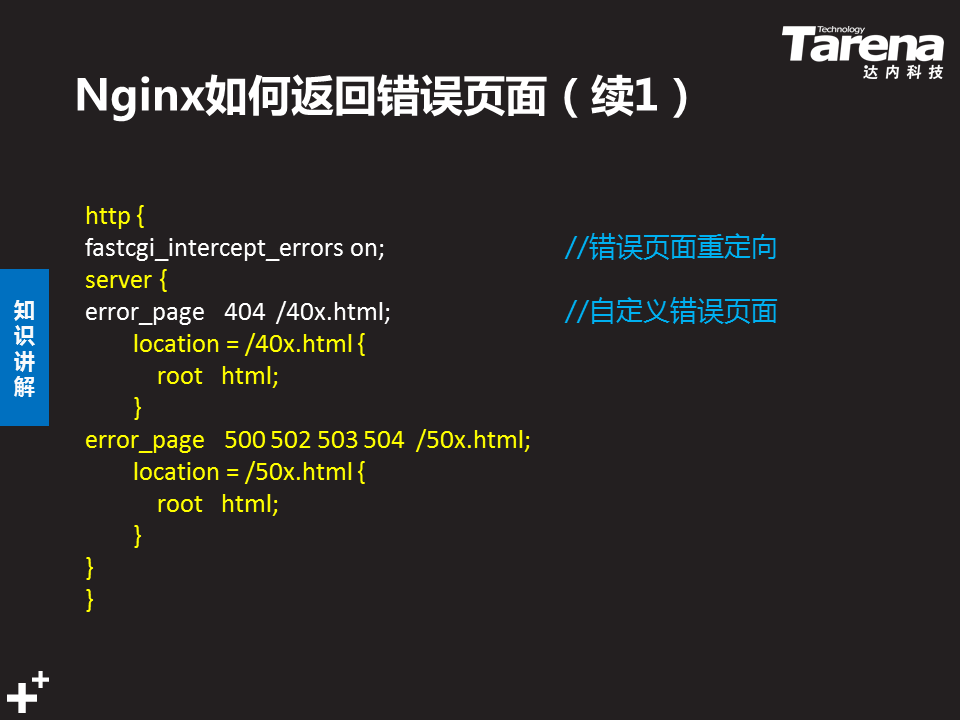 Technology
Tarena
达内科技
Nginx如何返回错误页面（续1）
http {
fastcgi_intercept_errors on; //错误页面重定向
server {
error_page 404 /40x.html; //自定义错误页面
location = /40x.html {
root html;
}
error_page 500 502 503 504 /50x.html;
location = /50x.html {
root html;
}
}
}
知识讲解